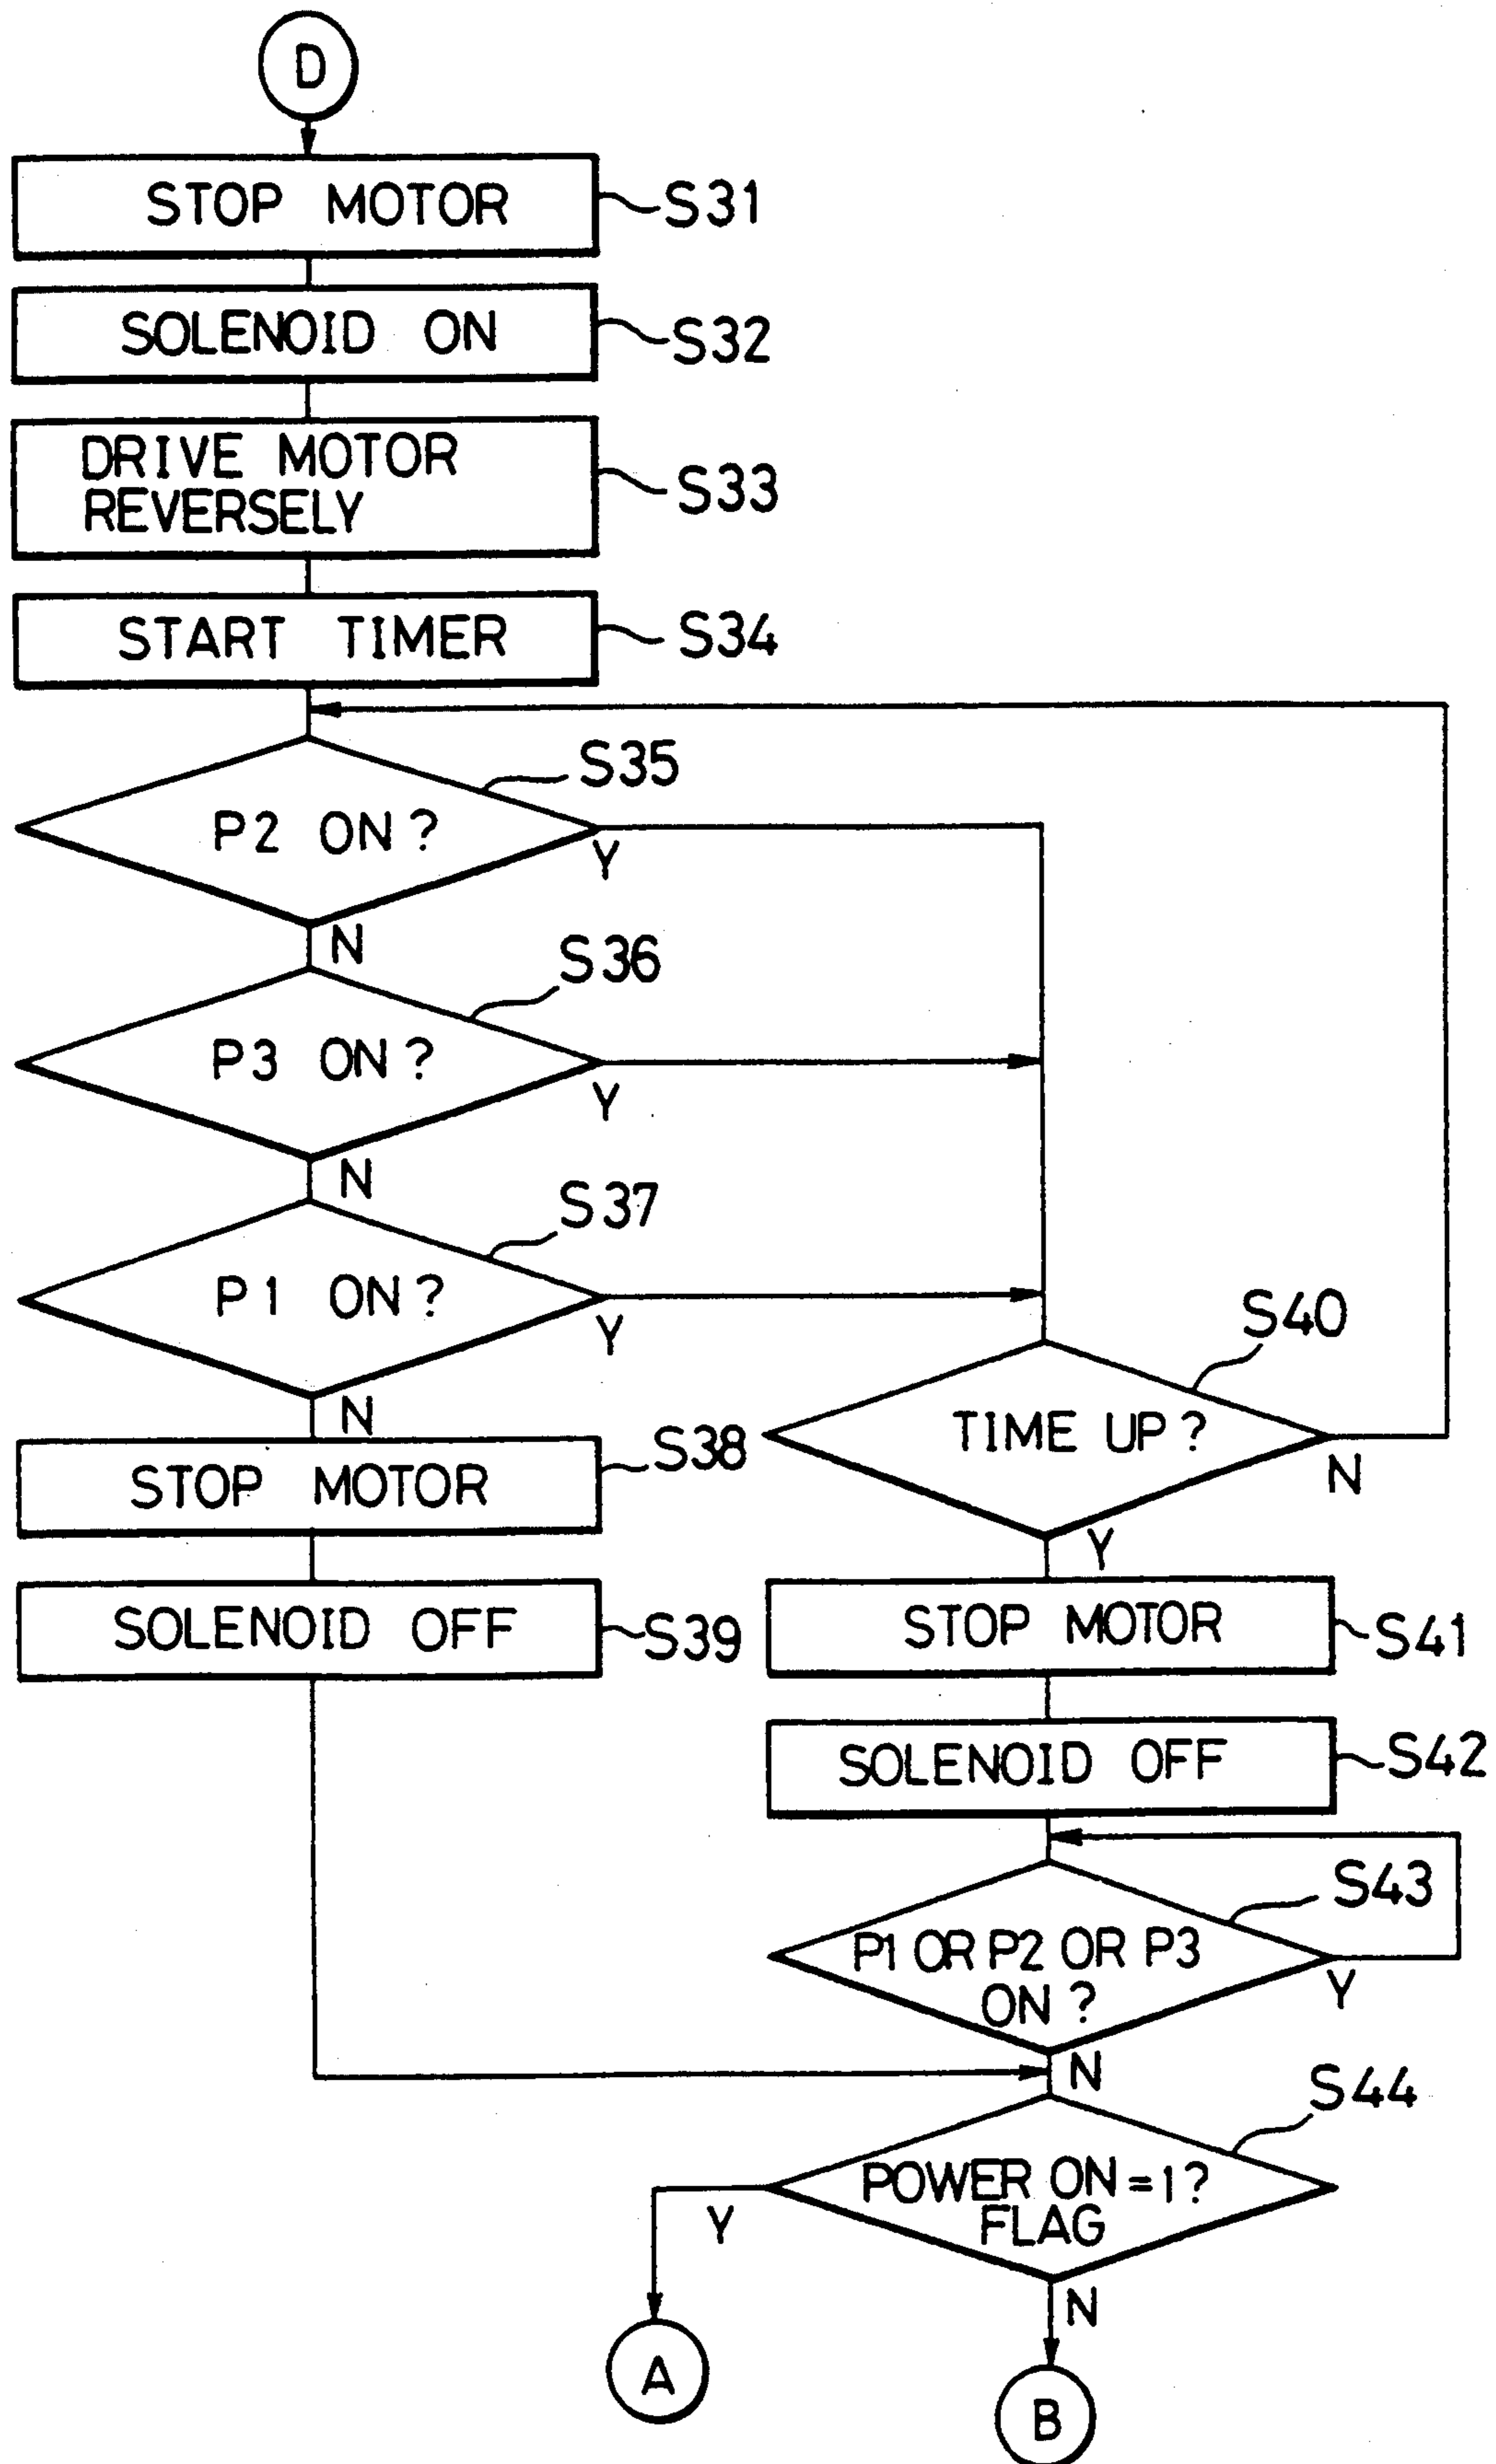 D
STOP MOTOR
S31
SOLENOID ON
S32
DRIVE MOTOR
REVERSELY
S33
START TIMER
S34
S35
P2 ON?
Y
N
S36
P3 ON?
Y
N
S37
P1 ON?
Y
N
S40
TIME UP?
N
Y
S38
STOP MOTOR
SOLENOID OFF
S39
STOP MOTOR
S41
SOLENOID OFF
S42
S43
P1 OR P2 OR P3
ON?
Y
N
S44
POWER ON=1?
FLAG
Y
N
A
B